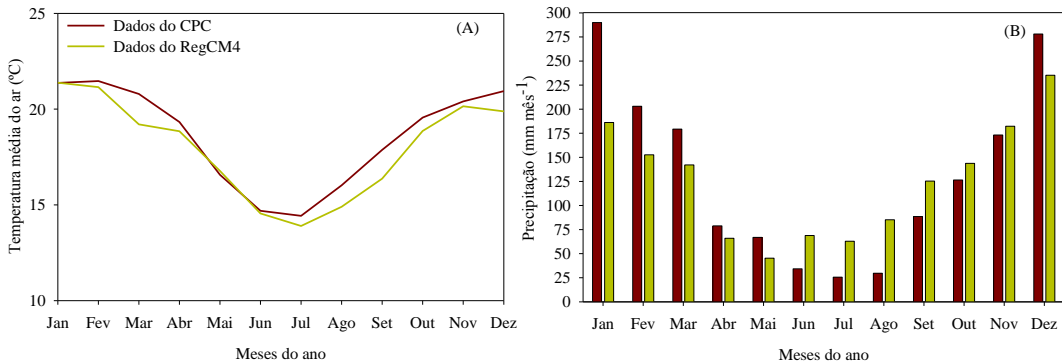 Temperatura média do ar (ºC)
25
20
15
10
Dados do CPC
Dados do RegCM4
(A)
Jan Fev Mar Abr Mai Jun Jul Ago Set Out Nov Dez
Meses do ano
Precipitação (mm mês-1)
300
275
250
225
200
175
150
125
100
75
50
25
0
(B)
Jan Fev Mar Abr Mai Jun Jul Ago Set Out Nov Dez
Meses do ano